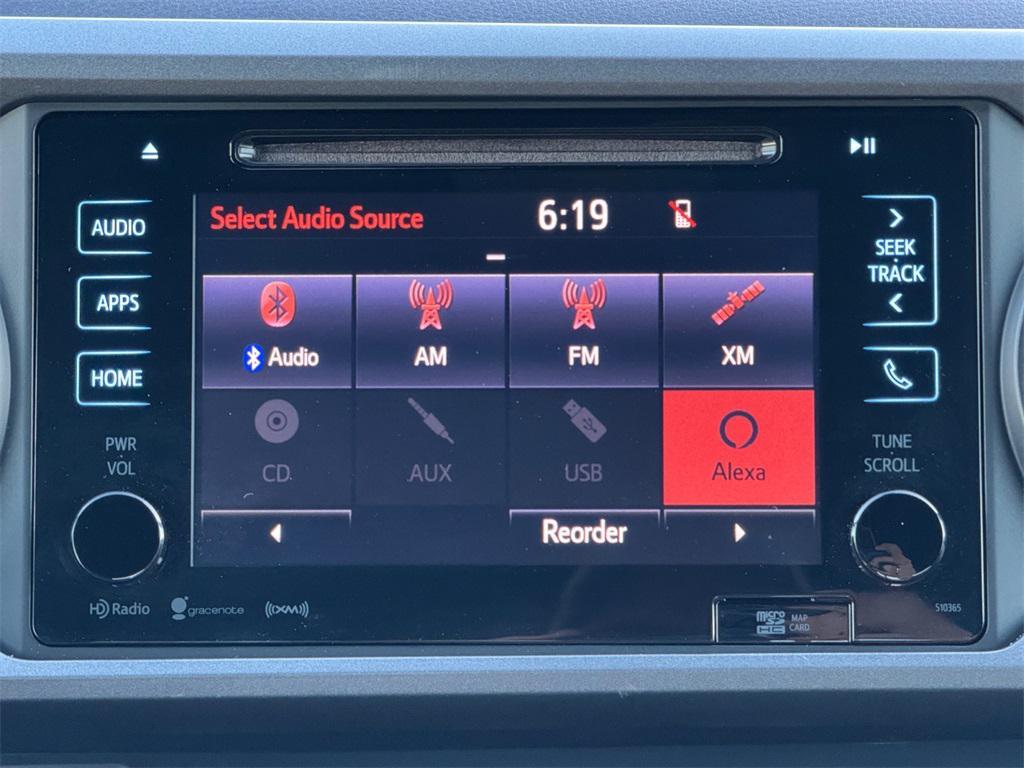 Select Audio Source
6:19
AUDIO
APPS
HOME
PWR
VOL
Audio
AM
FM
XM
CD
AUX
USB
Alexa
Reorder
SEEK
TRACK
TUNE
SCROLL
HD Radio
gracenote
((XM))
micro
SD
HC
MAP
CARD
510365